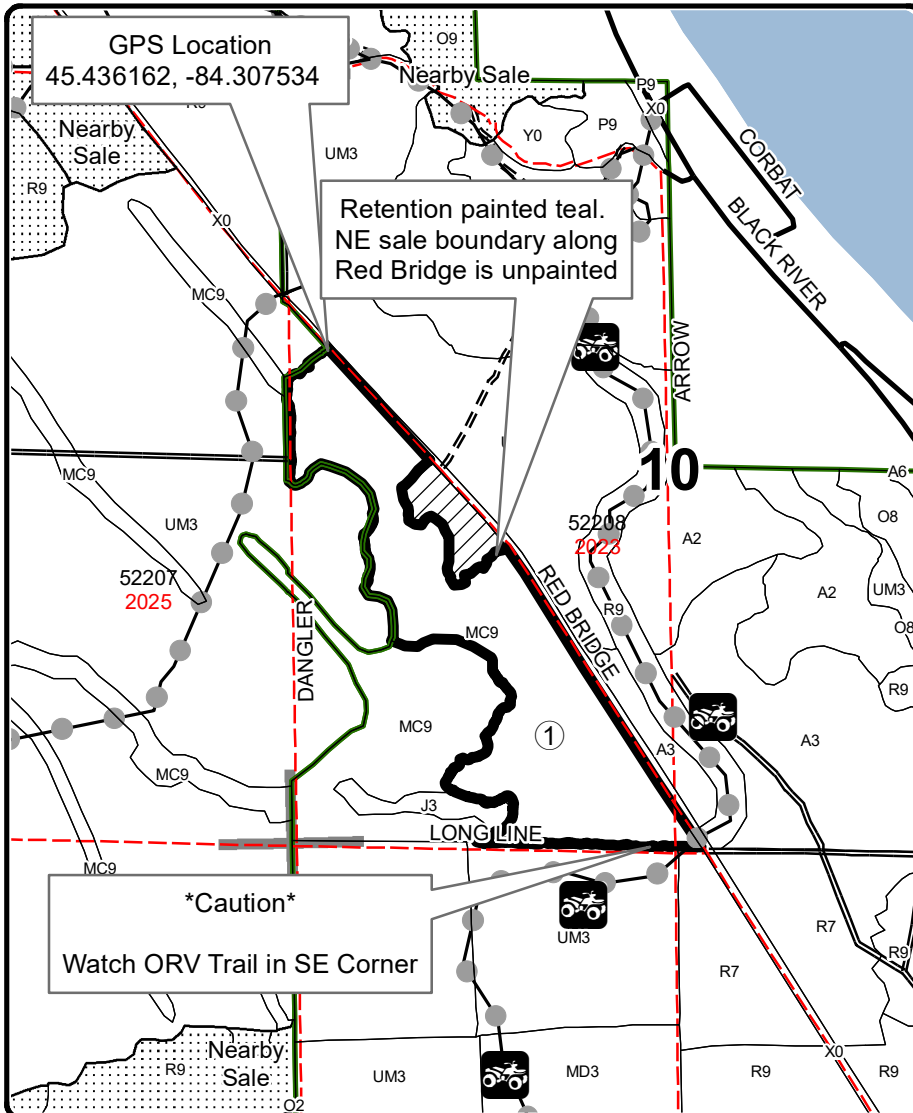 GPS Location
45.436162, -84.307534
O9
Nearby Sale
P9
X0
Nearby
Sale
R9
UM3
Y0
P9
CORBAT
BLACK RIVER
X0
Retention painted teal.
NE sale boundary along
Red Bridge is unpainted
MC9
ARROW
10
A6
MC9
UM3
52207
2025
52208
2023
A2
O8
A2
UM3
O8
R9
R9
RED BRIDGE
MC9
DANGLER
MC9
1
A3
A3
MC9
J3
LONG LINE
MC9
*Caution*
Watch ORV Trail in SE Corner
UM3
R7
R7
R9
Nearby
Sale
R9
UM3
MD3
R9
X0
R9
O2